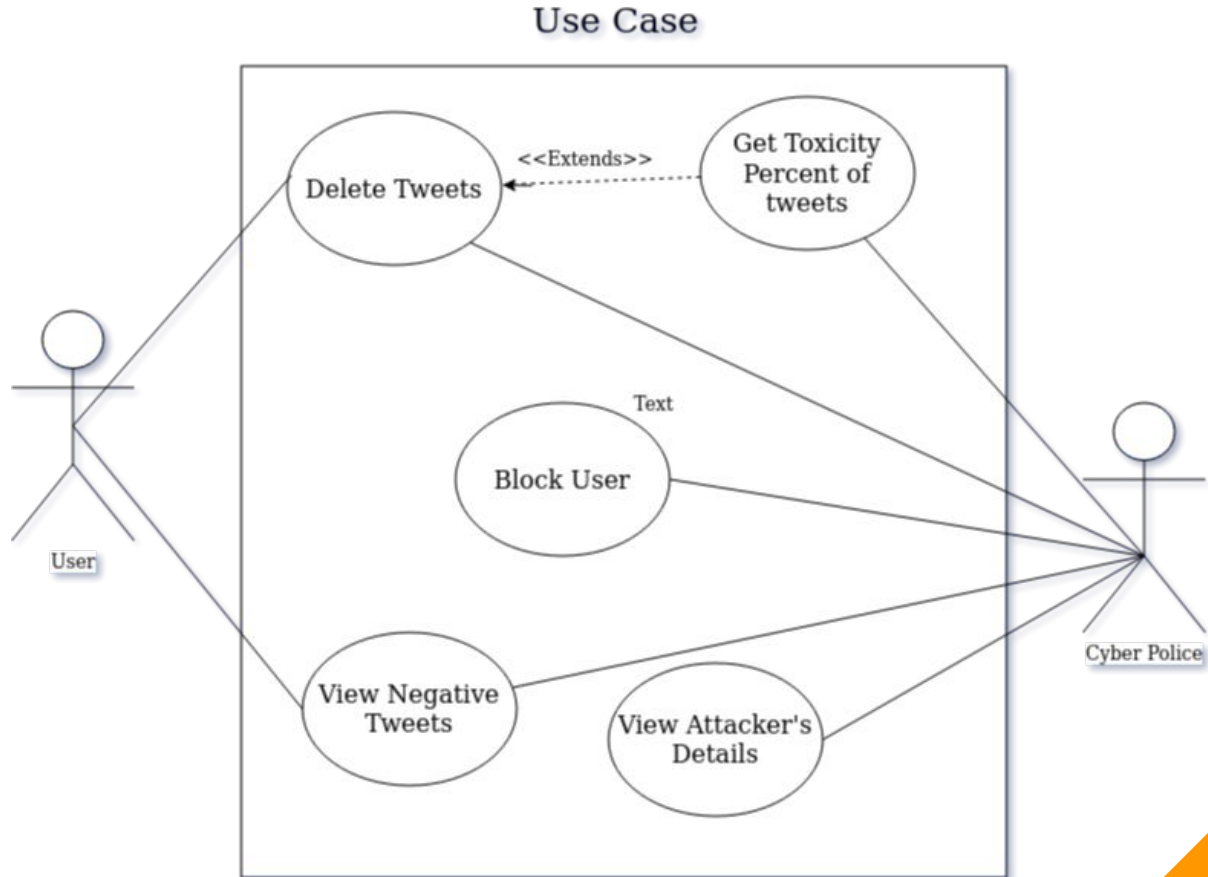 Use Case
Delete Tweets
<<Extends>>
Get Toxicity
Percent of
tweets
Text
Block User
User
Cyber Police
View Negative
Tweets
View Attacker's
Details